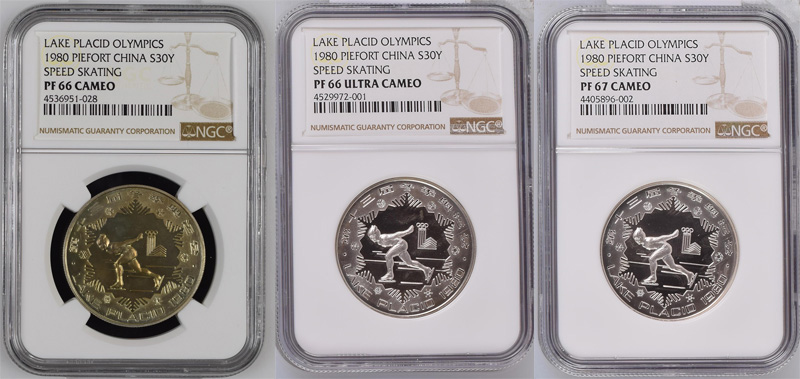 LAKE PLACID OLYMPICS
1980 PIEFORT CHINA S30Y
SPEED SKATING
PF 66 CAMEO
4536951-028
NUMISMATIC GUARANTY CORPORATION NGC®
LAKE PLACID 1980
LAKE PLACID OLYMPICS
1980 PIEFORT CHINA S30Y
SPEED SKATING
PF 66 ULTRA CAMEO
4529972-001
NUMISMATIC GUARANTY CORPORATION NGC®
LAKE PLACID 1980
LAKE PLACID OLYMPICS
1980 PIEFORT CHINA S30Y
SPEED SKATING
PF 67 CAMEO
4405896-002
NUMISMATIC GUARANTY CORPORATION NGC®
LAKE PLACID 1980